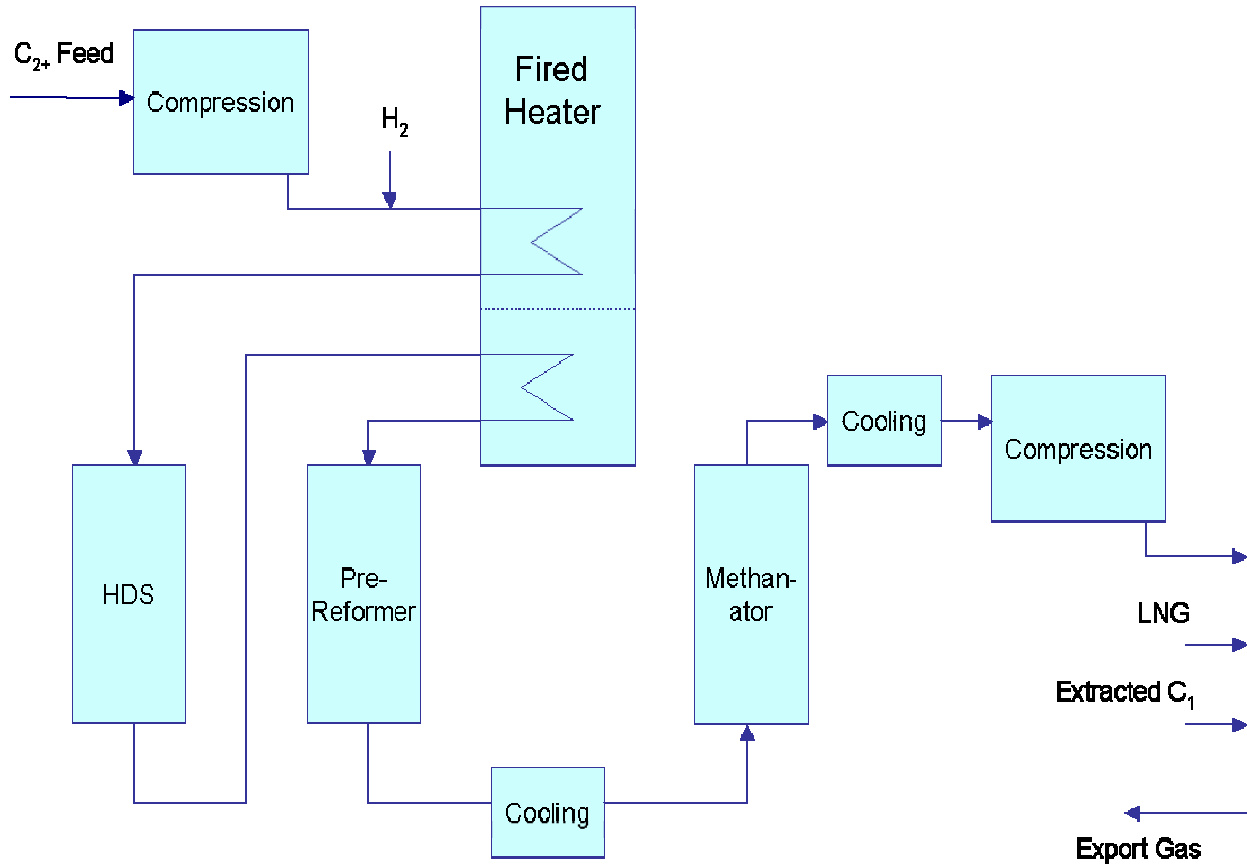 C₂₊ Feed
Compression
H₂
Fired
Heater
HDS
Pre-
Reformer
Cooling
Methan-
ator
Cooling
Compression
LNG
Extracted C₁
Export Gas